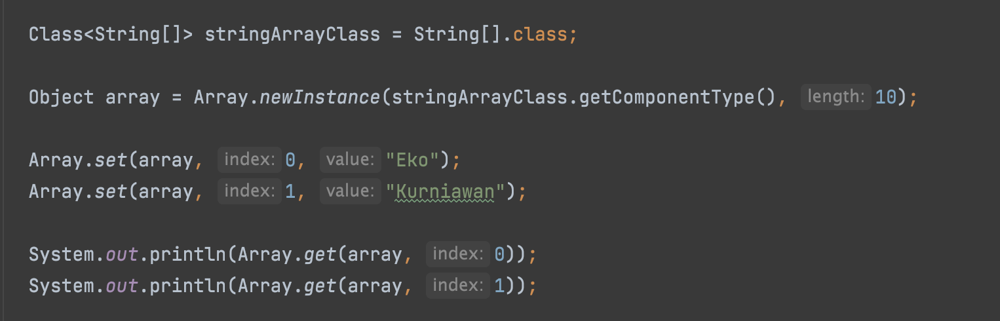 Class<String[]> stringArrayClass = String[].class;
Object array = Array.newInstance(stringArrayClass.getComponentType(), length: 10);
Array.set(array, index: 0, value: "Eko");
Array.set(array, index: 1, value: "Kurniawan");
System.out.println(Array.get(array, index: 0));
System.out.println(Array.get(array, index: 1));